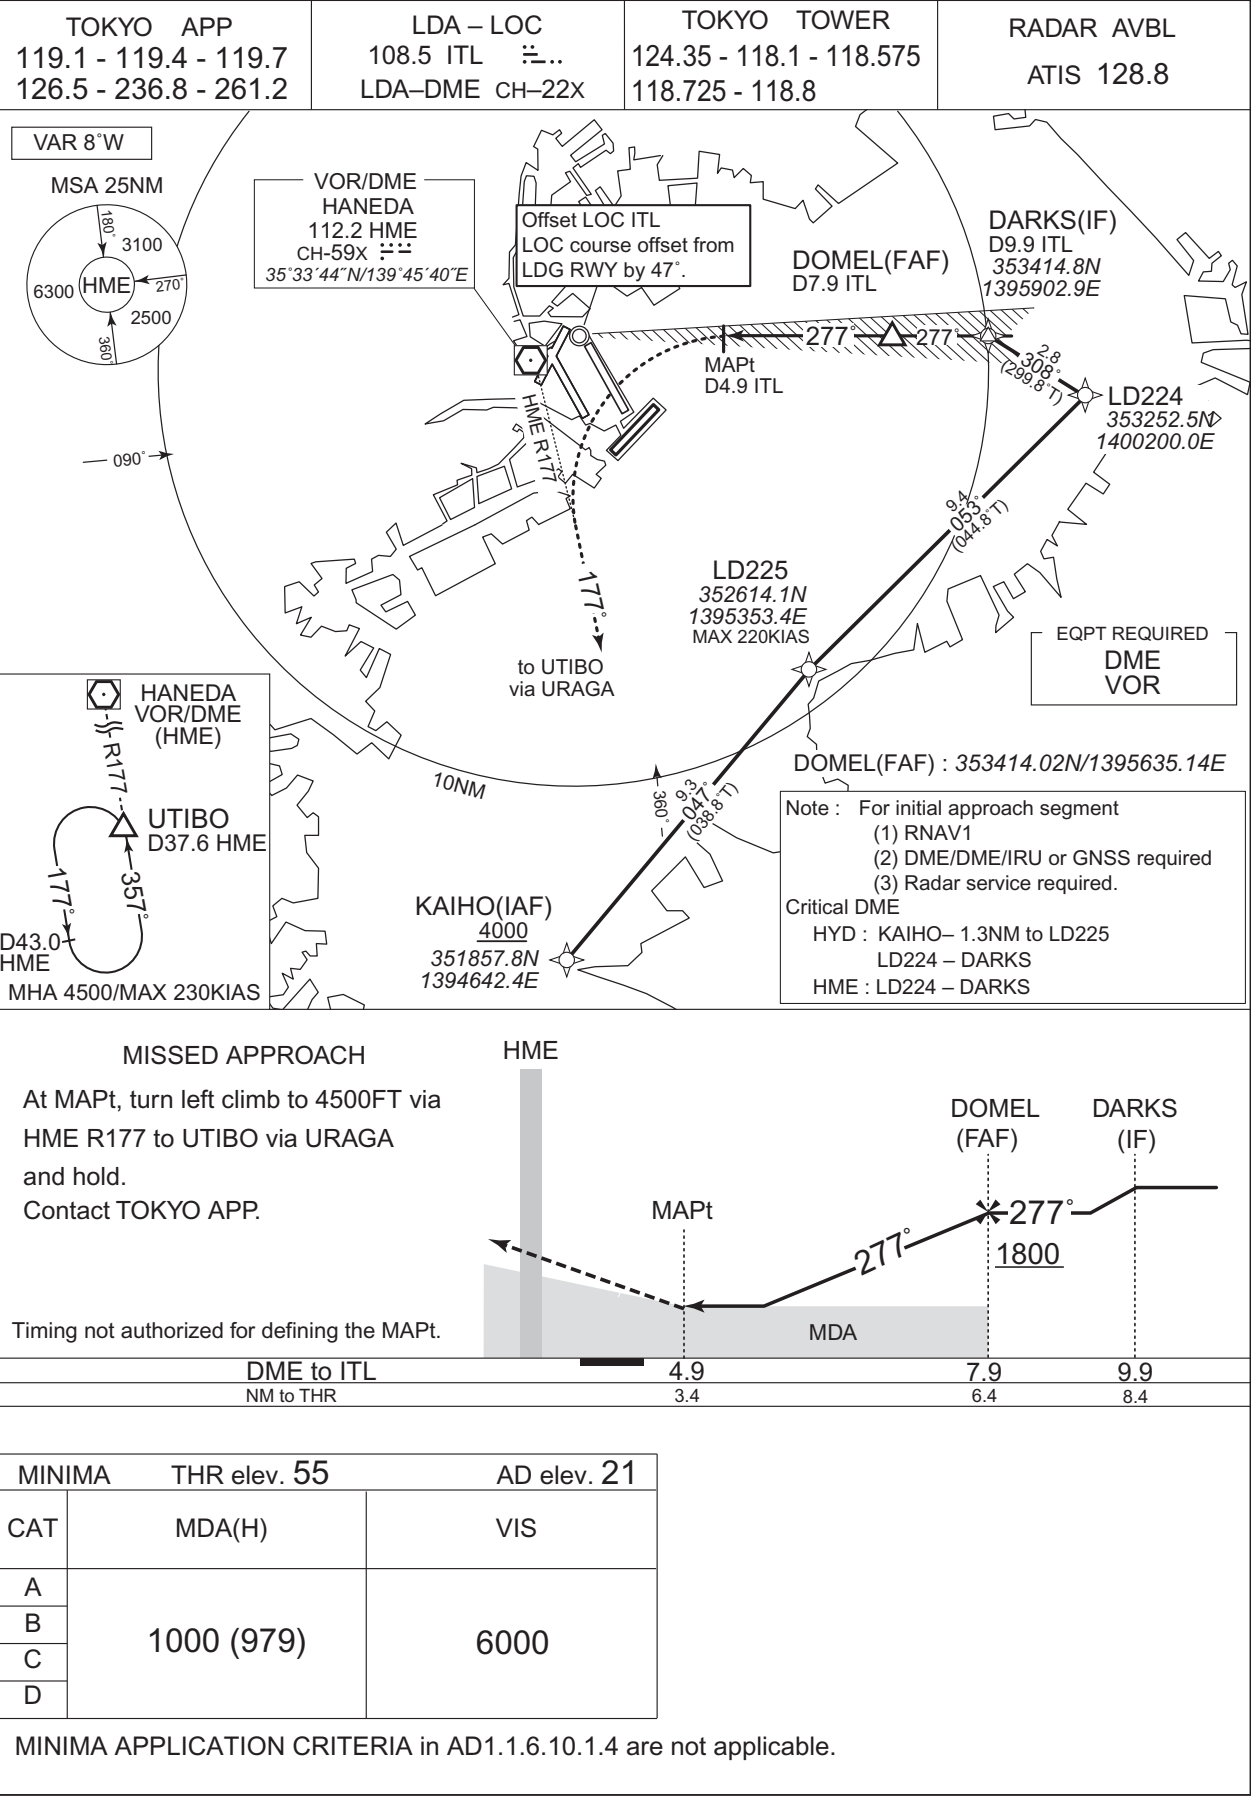 TOKYO APP
119.1 - 119.4 - 119.7
126.5 - 236.8 - 261.2
LDA – LOC
108.5 ITL
LDA–DME CH–22X
TOKYO TOWER
124.35 - 118.1 - 118.575
118.725 - 118.8
RADAR AVBL
ATIS 128.8
VAR 8˚W
MSA 25NM
180˚
3100
6300
HME
270˚
2500
360˚
VOR/DME
HANEDA
112.2 HME
CH-59X
35˚33´44˝N/139˚45´40˝E
Offset LOC ITL
LOC course offset from
LDG RWY by 47˚.
DOMEL(FAF)
D7.9 ITL
DARKS(IF)
D9.9 ITL
353414.8N
1395902.9E
277˚
277˚
MAPt
D4.9 ITL
2.8
308˚
(299.8˚T)
LD224
353252.5N
1400200.0E
HME R177
090˚
9.4
053˚
(044.8˚T)
LD225
352614.1N
1395353.4E
MAX 220KIAS
177˚
to UTIBO
via URAGA
EQPT REQUIRED
DME
VOR
HANEDA
VOR/DME
(HME)
R177
UTIBO
D37.6 HME
177˚
357˚
D43.0
HME
MHA 4500/MAX 230KIAS
10NM
360˚
9.3
047˚
(038.8˚T)
DOMEL(FAF) : 353414.02N/1395635.14E
KAIHO(IAF)
4000
351857.8N
1394642.4E
Note : For initial approach segment
(1) RNAV1
(2) DME/DME/IRU or GNSS required
(3) Radar service required.
Critical DME
HYD : KAIHO– 1.3NM to LD225
LD224 – DARKS
HME : LD224 – DARKS
MISSED APPROACH
At MAPt, turn left climb to 4500FT via
HME R177 to UTIBO via URAGA
and hold.
Contact TOKYO APP.
HME
MAPt
DOMEL
(FAF)
DARKS
(IF)
277˚
277˚
1800
MDA
Timing not authorized for defining the MAPt.
DME to ITL 4.9 7.9 9.9
NM to THR 3.4 6.4 8.4
MINIMA THR elev. 55 AD elev. 21
CAT MDA(H) VIS
A
B
C
D
1000 (979) 6000
MINIMA APPLICATION CRITERIA in AD1.1.6.10.1.4 are not applicable.